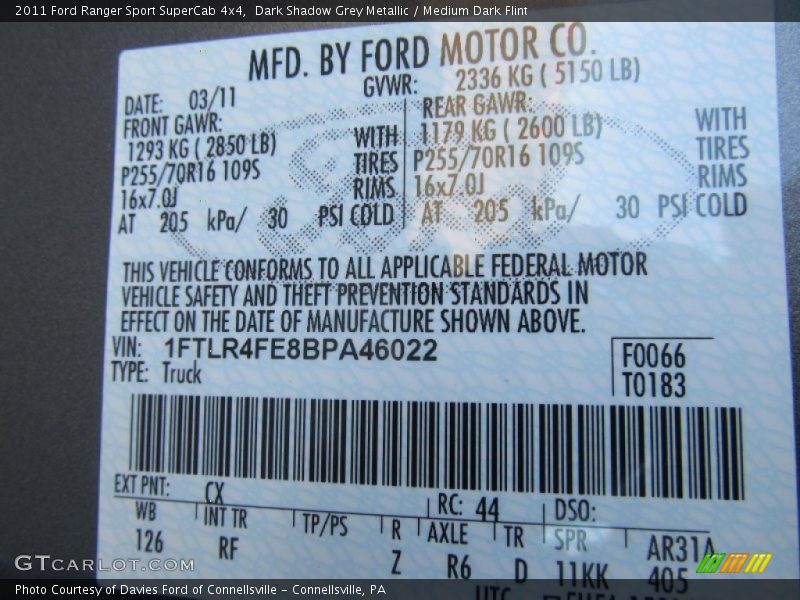 2011 Ford Ranger Sport SuperCab 4x4,  Dark Shadow Grey Metallic / Medium Dark Flint
MFD. BY FORD MOTOR CO.
DATE: 03/11 GVWR: 2336 KG ( 5150 LB)
FRONT GAWR: REAR GAWR:
1293 KG ( 2850 LB) WITH 1179 KG ( 2600 LB) WITH
P255/70R16 109S TIRES P255/70R16 109S TIRES
16x7.0J RIMS 16x7.0J RIMS
AT 205 kPa/ 30 PSI COLD AT 205 kPa/ 30 PSI COLD
THIS VEHICLE CONFORMS TO ALL APPLICABLE FEDERAL MOTOR
VEHICLE SAFETY AND THEFT PREVENTION STANDARDS IN
EFFECT ON THE DATE OF MANUFACTURE SHOWN ABOVE.
VIN: 1FTLR4FE8BPA46022 F0066
TYPE: Truck T0183
EXT PNT: CX RC: 44 DSO:
WB INT TR TP/PS R AXLE TR SPR AR31A
126 RF Z R6 D 11KK 405
UTC
GTCARLOT.COM
Photo Courtesy of Davies Ford of Connellsville – Connellsville, PA